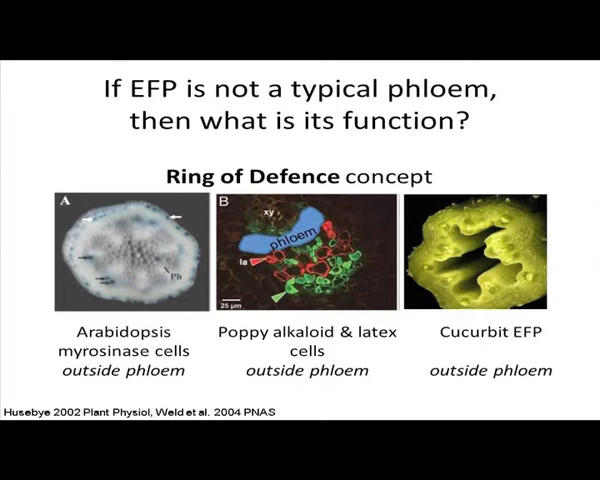 If EFP is not a typical phloem,
then what is its function?
Ring of Defence concept
A
X
Ph
B
xy
phloem
la
25 µm
Arabidopsis
myrosinase cells
outside phloem
Poppy alkaloid & latex
cells
outside phloem
Cucurbit EFP
outside phloem
Husebye 2002 Plant Physiol, Weld et al. 2004 PNAS